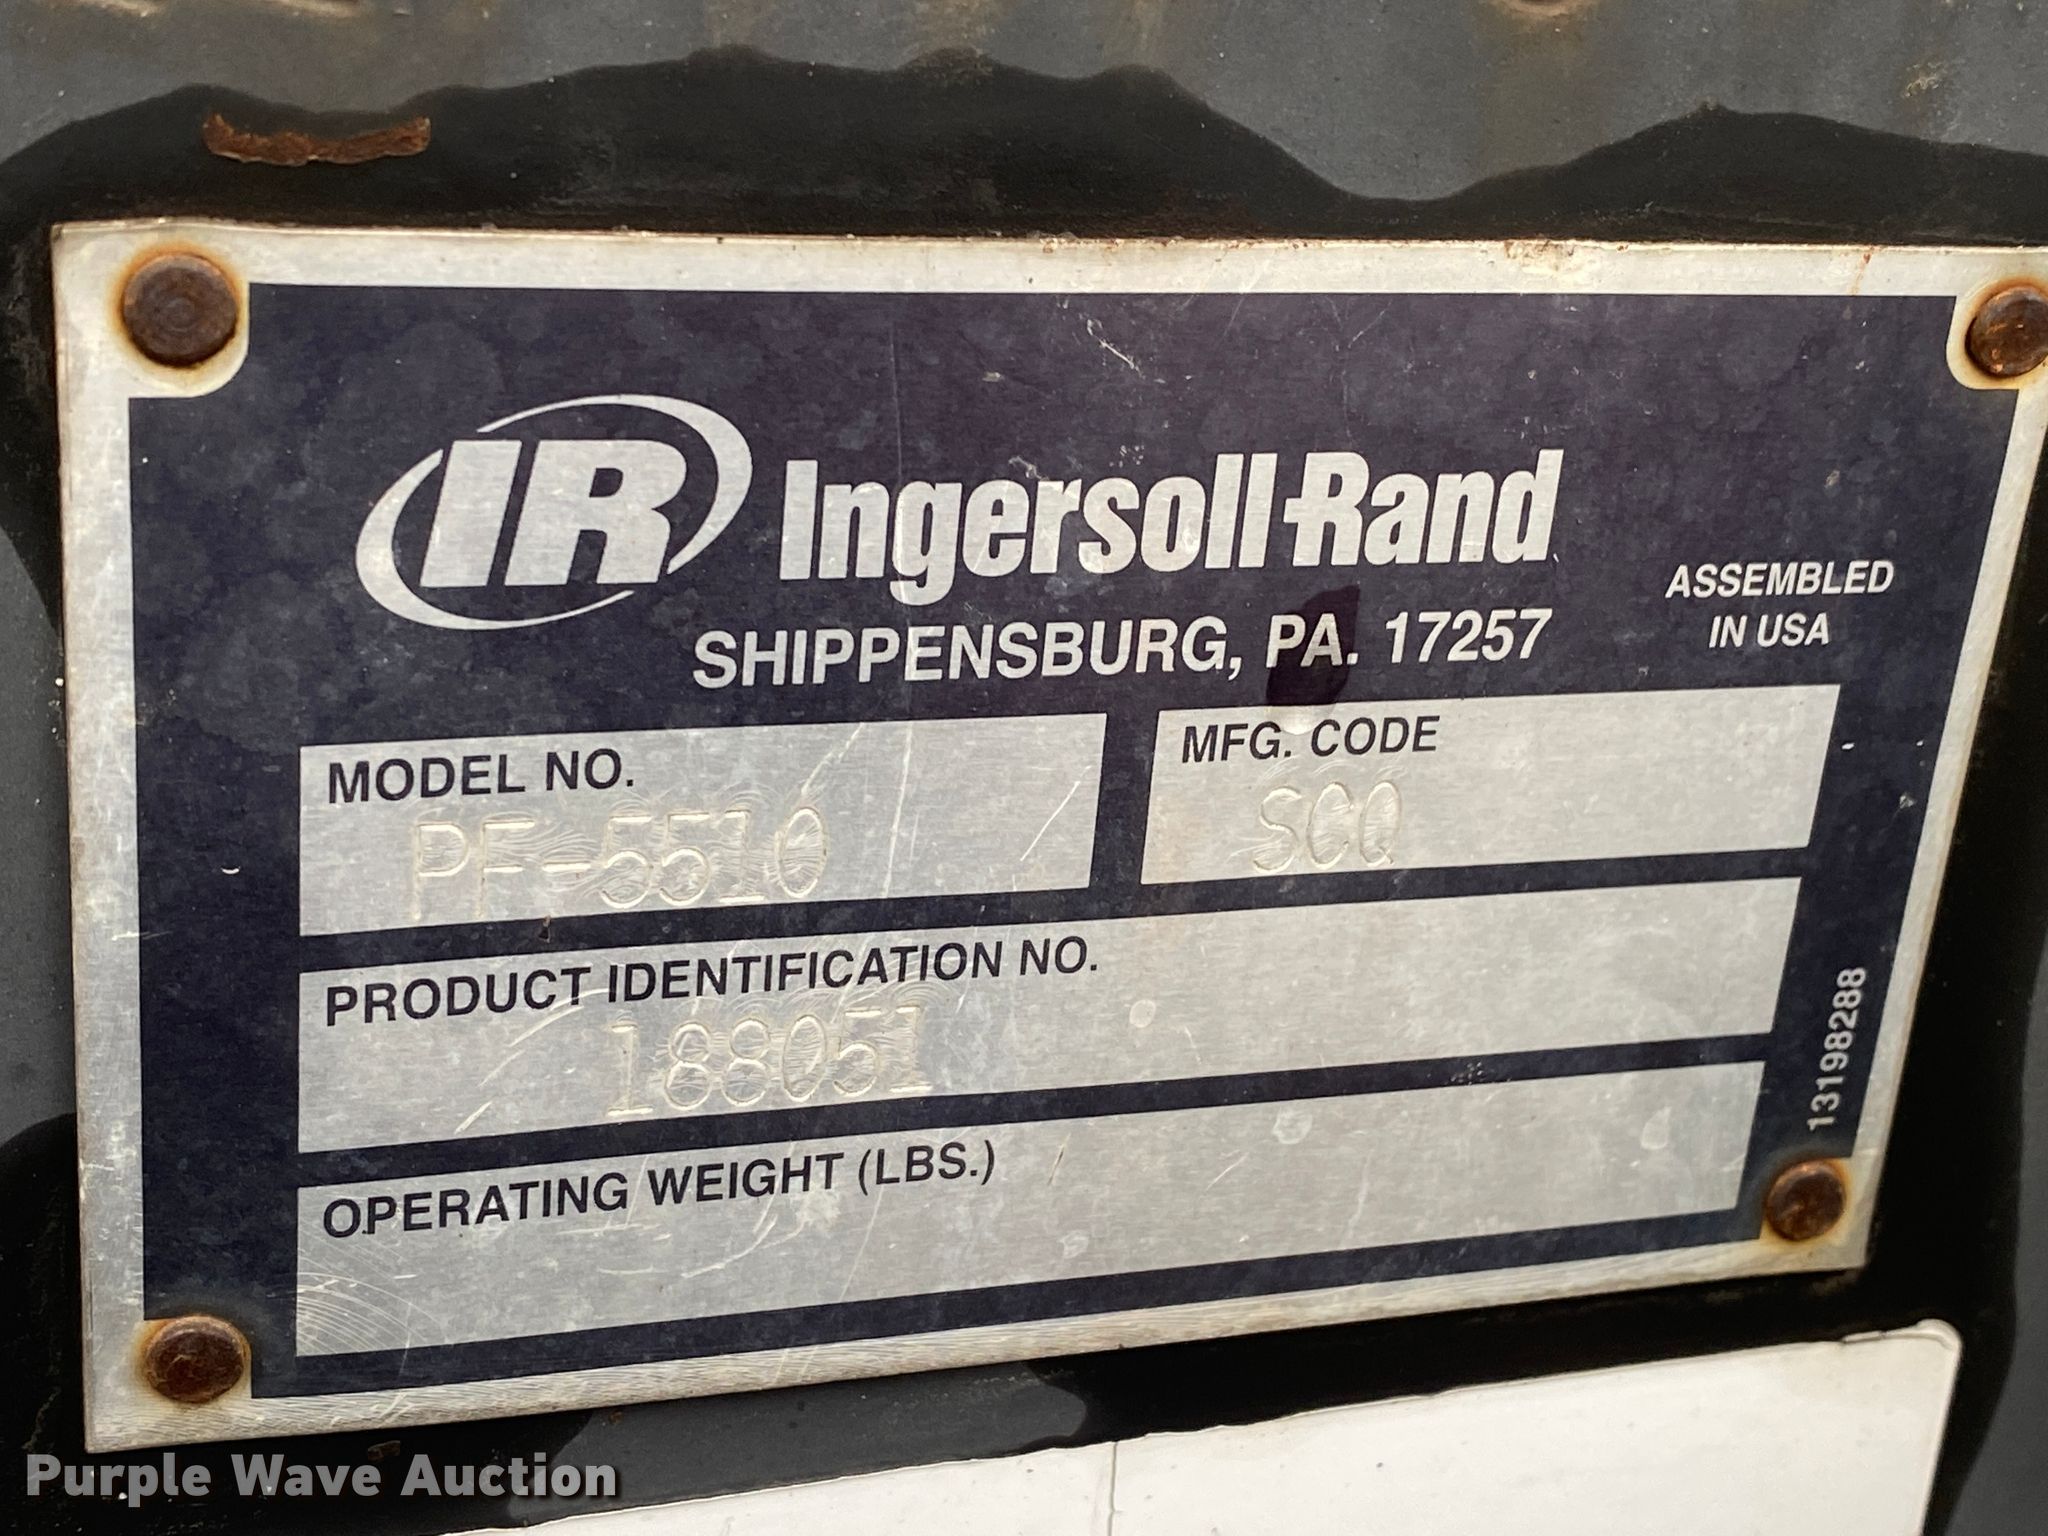 IR Ingersoll-Rand
SHIPPENSBURG, PA. 17257
ASSEMBLED
IN USA
MODEL NO.
PF-5510
MFG. CODE
SCQ
PRODUCT IDENTIFICATION NO.
188051
OPERATING WEIGHT (LBS.)
13198288
Purple Wave Auction